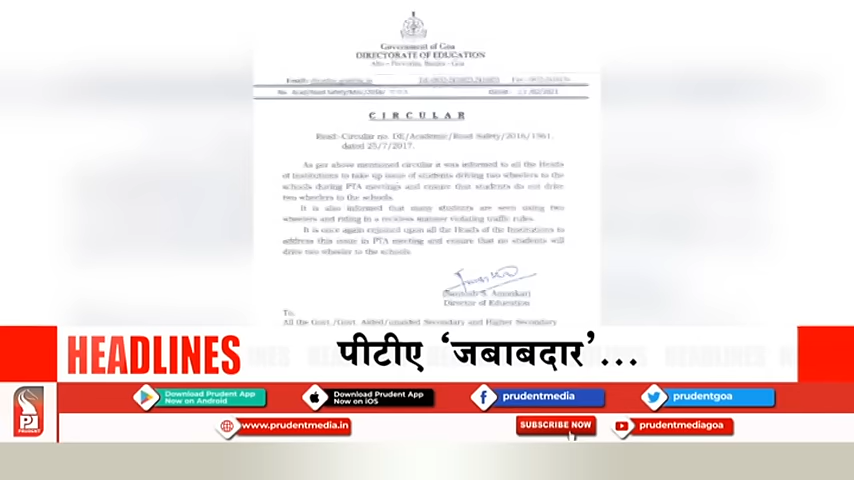 Government of Goa
DIRECTORATE OF EDUCATION
Alto - Porvorim, Bardez - Goa
CIRCULAR
Read:- Circular no. DE/Academic/Road Safety/2016/1361.
dated 25/7/2017.
As per above mentioned circular it was informed to all the Heads
of Institutions to take up issue of students driving two wheelers to the
schools during PTA meetings and ensure that students do not drive
two wheelers to the schools.
It is also informed that many students are seen using two
wheelers and riding in a reckless manner violating traffic rules.
It is once again enjoined upon all the Heads of the Institutions to
address this issue in PTA meeting and ensure that no students will
drive two wheeler to the schools.
Director of Education
To,
All the Govt./Govt. Aided/unaided Secondary and Higher Secondary
HEADLINES
पीटीए ‘जबाबदार’...
Download Prudent App
Now on Android
Download Prudent App
Now on iOS
prudentmedia
prudentgoa
PRUDENT
www.prudentmedia.in
SUBSCRIBE NOW
prudentmediagoa